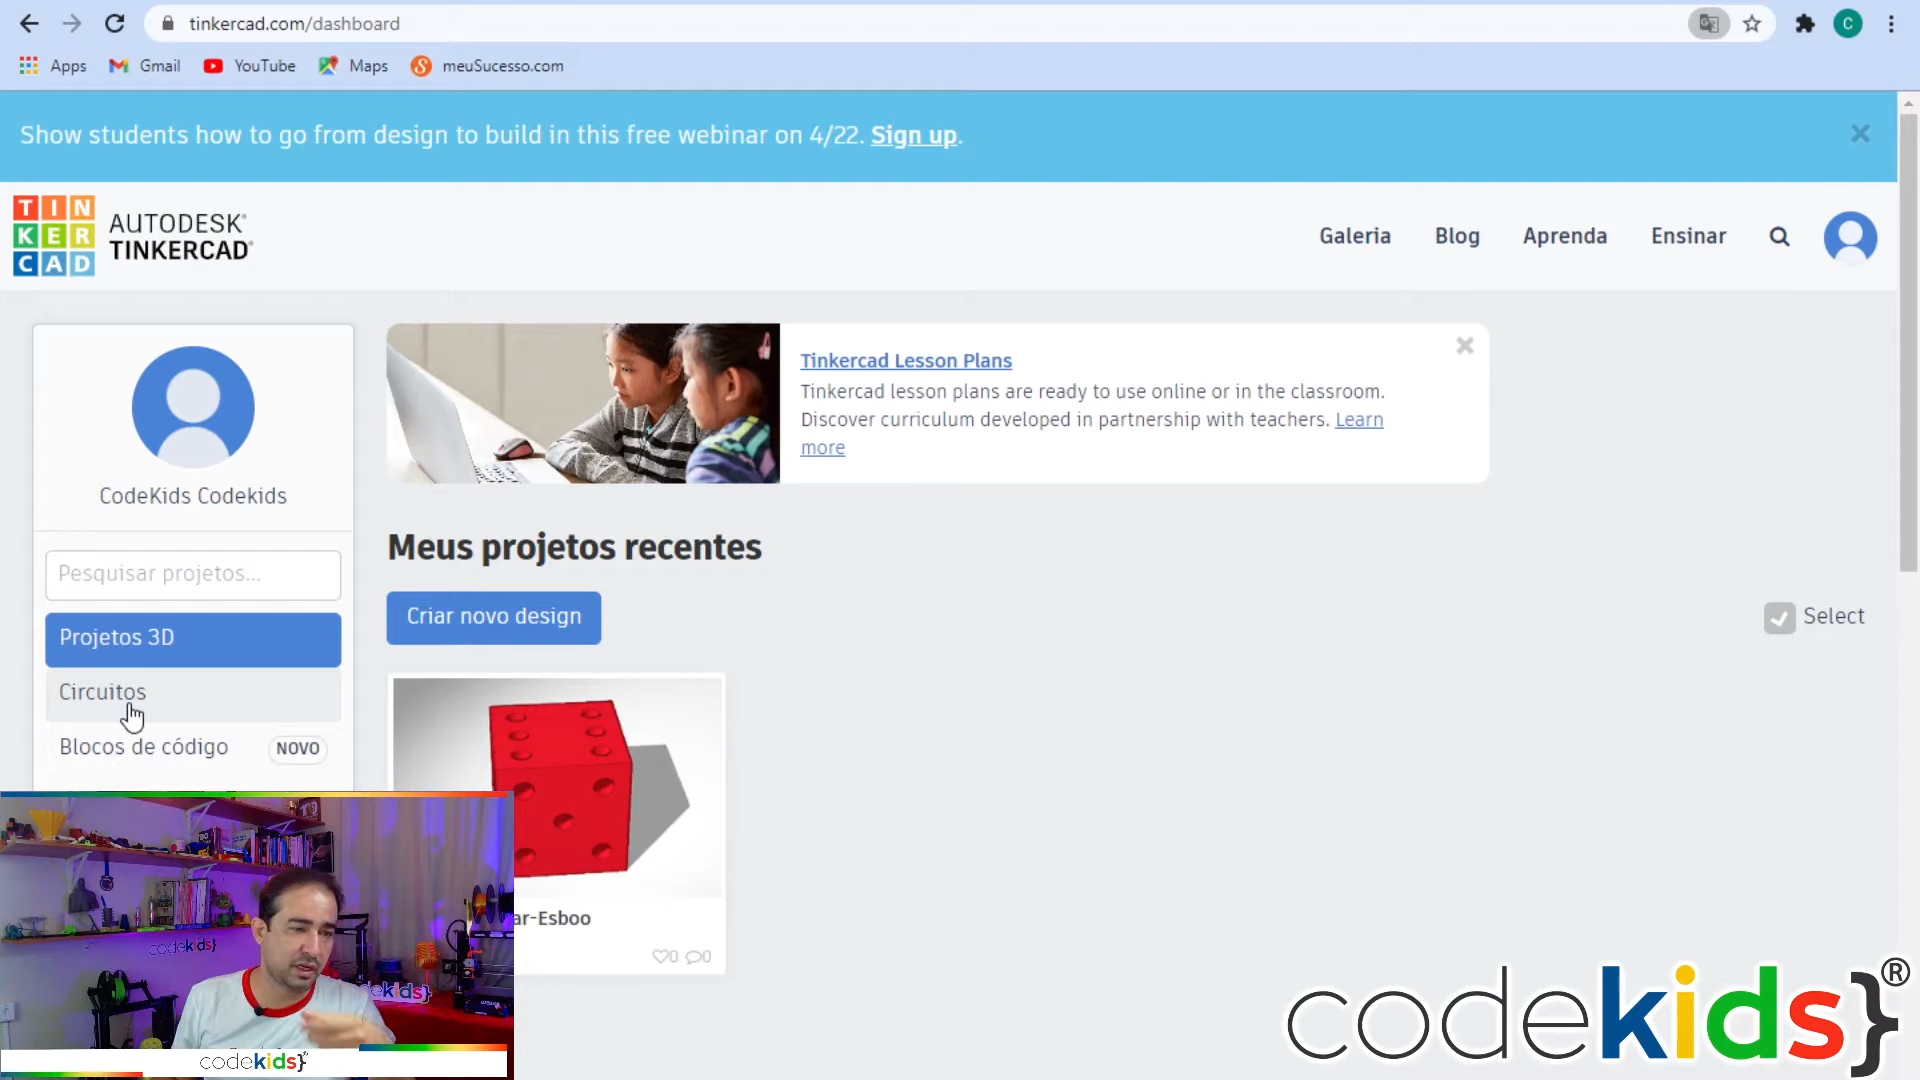 tinkercad.com/dashboard
C
Apps
Gmail
YouTube
Maps
meuSucesso.com
Show students how to go from design to build in this free webinar on 4/22. Sign up.
TIN
KER
CAD
AUTODESK®
TINKERCAD®
Galeria
Blog
Aprenda
Ensinar
CodeKids Codekids
Tinkercad Lesson Plans
Tinkercad lesson plans are ready to use online or in the classroom.
Discover curriculum developed in partnership with teachers. Learn
more
Pesquisar projetos...
Meus projetos recentes
Criar novo design
Select
Projetos 3D
Circuitos
Blocos de código
NOVO
ar-Esboo
0
0
codekids}
codekids}
codekids}
codekids}®